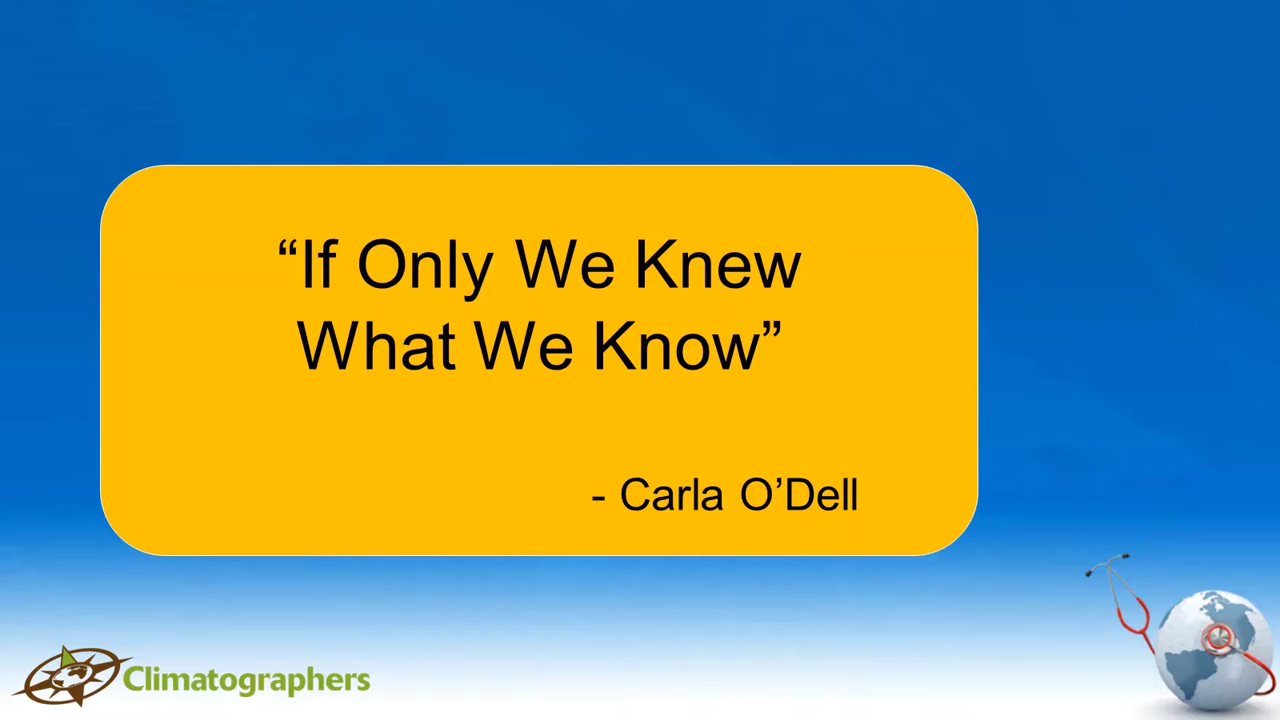 “If Only We Knew
What We Know”
- Carla O’Dell
Climatographers